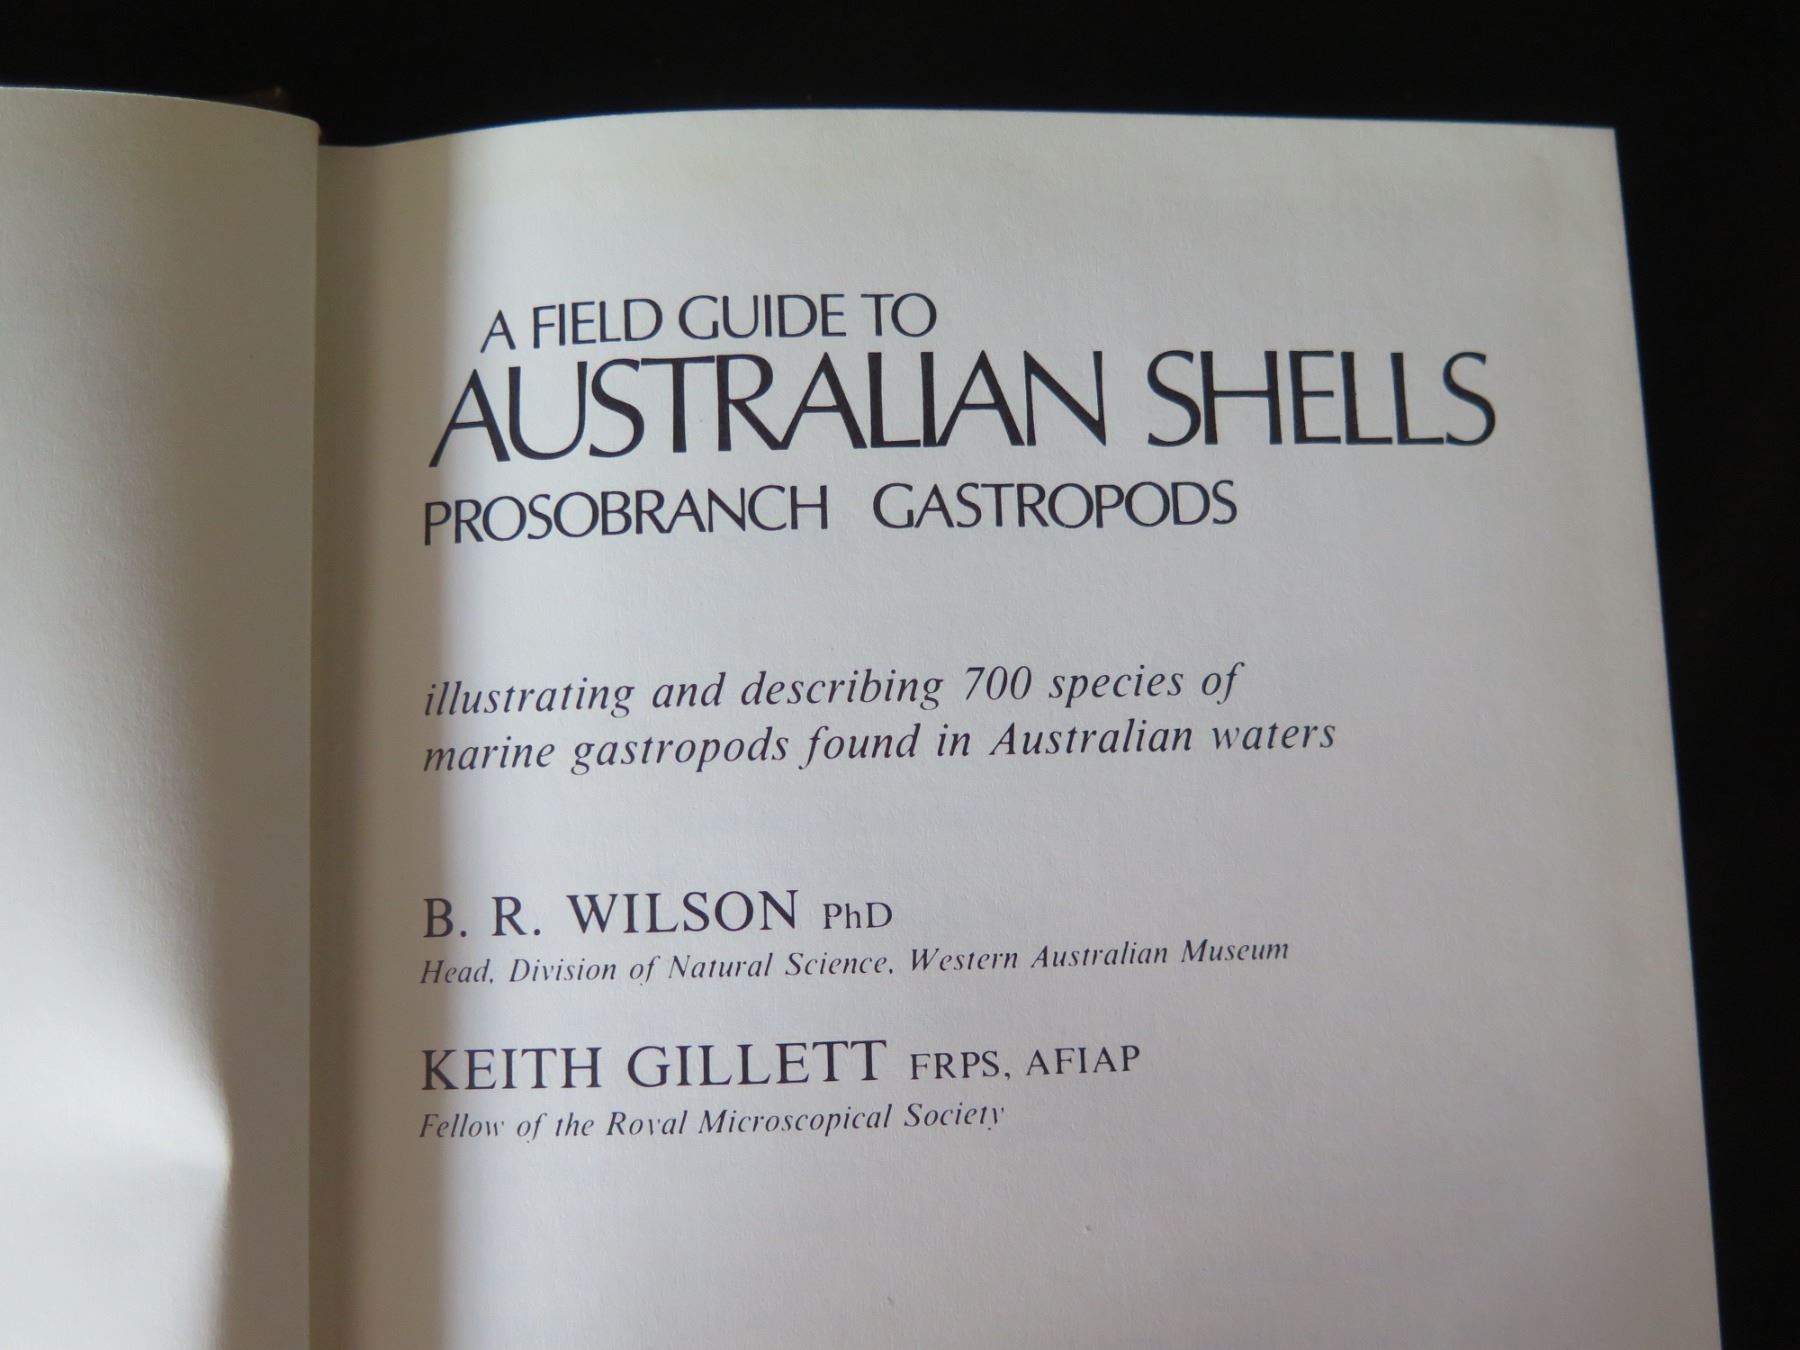 A FIELD GUIDE TO
AUSTRALIAN SHELLS
PROSOBRANCH GASTROPODS
illustrating and describing 700 species of
marine gastropods found in Australian waters
B. R. WILSON PhD
Head, Division of Natural Science, Western Australian Museum
KEITH GILLETT FRPS, AFIAP
Fellow of the Royal Microscopical Society